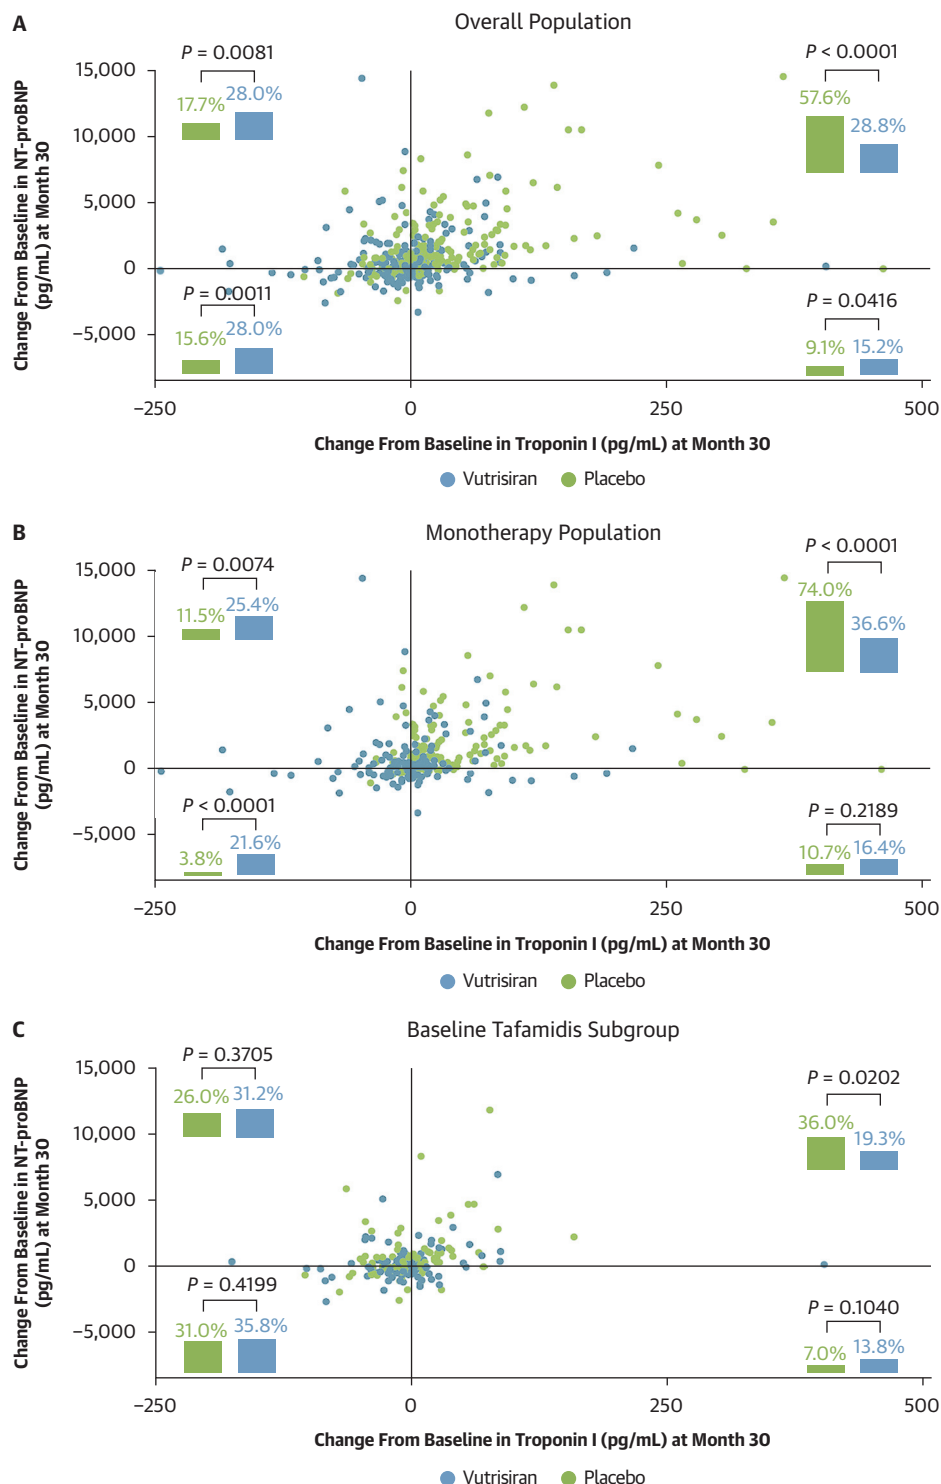 A
Overall Population
P = 0.0081
P < 0.0001
17.7% 28.0%
57.6%
28.8%
15,000
10,000
5,000
0
−5,000
Change From Baseline in NT-proBNP
(pg/mL) at Month 30
P = 0.0011
P = 0.0416
15.6%
28.0%
9.1% 15.2%
−250
0
250
500
Change From Baseline in Troponin I (pg/mL) at Month 30
Vutrisiran
Placebo
B
Monotherapy Population
P = 0.0074
P < 0.0001
11.5%
25.4%
74.0%
36.6%
15,000
10,000
5,000
0
−5,000
Change From Baseline in NT-proBNP
(pg/mL) at Month 30
P < 0.0001
P = 0.2189
3.8%
21.6%
10.7% 16.4%
−250
0
250
500
Change From Baseline in Troponin I (pg/mL) at Month 30
Vutrisiran
Placebo
C
Baseline Tafamidis Subgroup
P = 0.3705
P = 0.0202
26.0% 31.2%
36.0%
19.3%
15,000
10,000
5,000
0
−5,000
Change From Baseline in NT-proBNP
(pg/mL) at Month 30
P = 0.4199
P = 0.1040
31.0% 35.8%
7.0% 13.8%
−250
0
250
500
Change From Baseline in Troponin I (pg/mL) at Month 30
Vutrisiran
Placebo